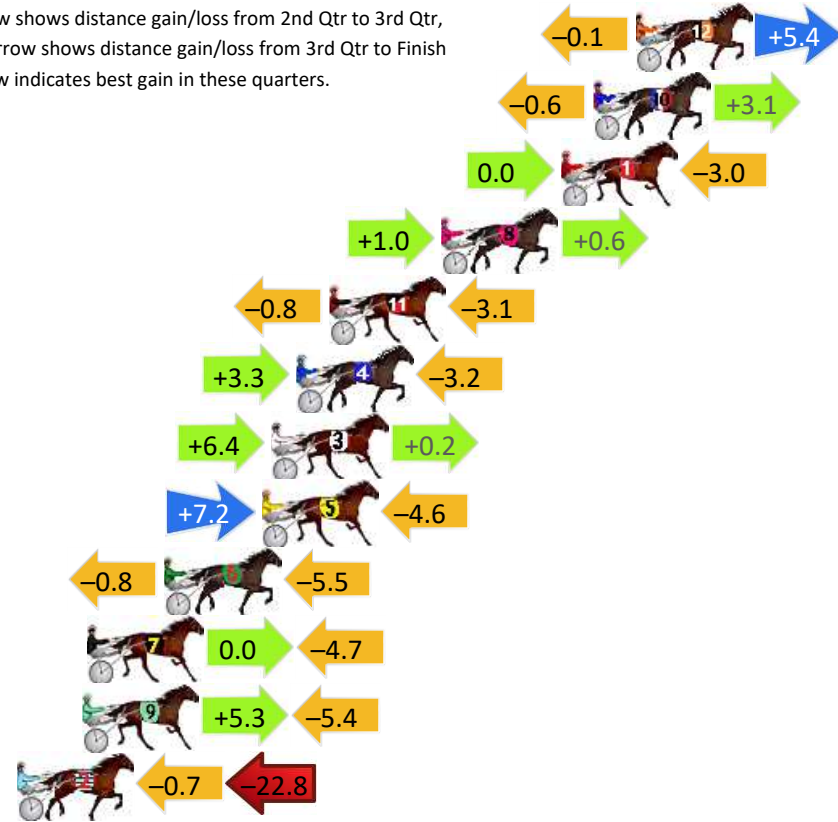 w shows distance gain/loss from 2nd Qtr to 3rd Qtr,
rrow shows distance gain/loss from 3rd Qtr to Finish
w indicates best gain in these quarters.
–0.1 12 +5.4
–0.6 10 +3.1
0.0 1 –3.0
+1.0 8 +0.6
–0.8 11 –3.1
+3.3 4 –3.2
+6.4 3 +0.2
+7.2 5 –4.6
–0.8 6 –5.5
7 0.0 –4.7
9 +5.3 –5.4
2 –0.7 –22.8